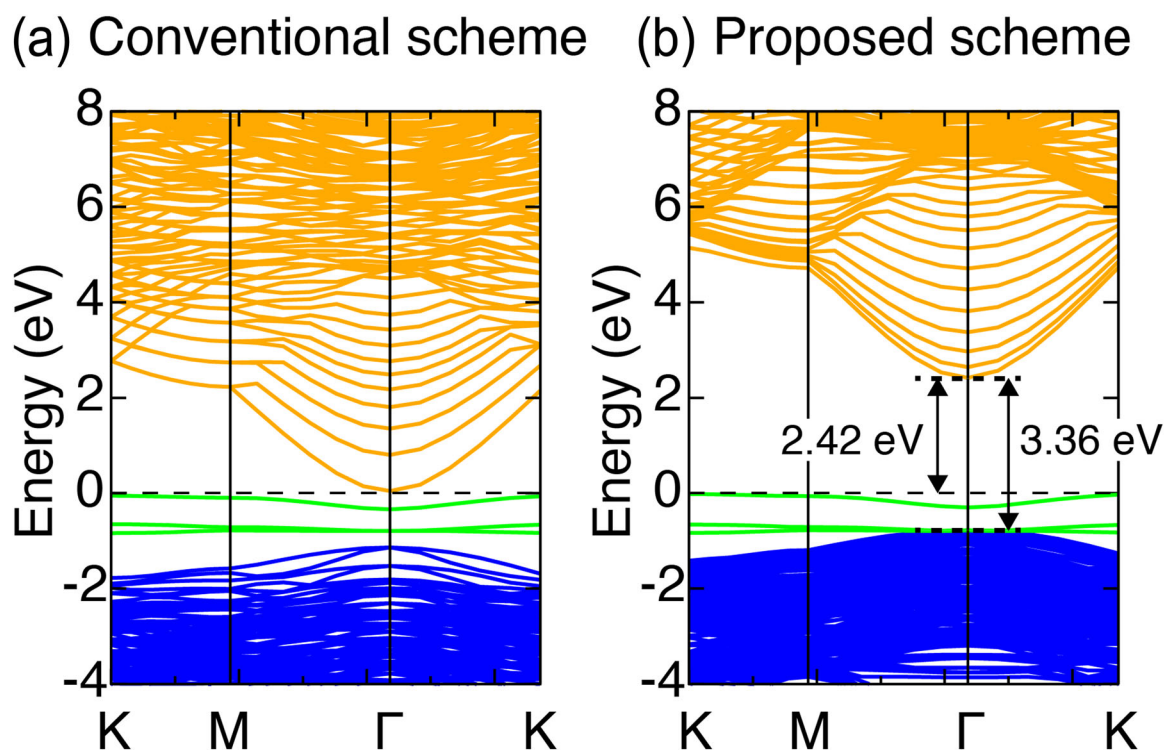 (a) Conventional scheme
(b) Proposed scheme
Energy (eV)
8
6
4
2
0
-2
-4
K M Γ K
Energy (eV)
8
6
4
2
0
-2
-4
2.42 eV
3.36 eV
K M Γ K